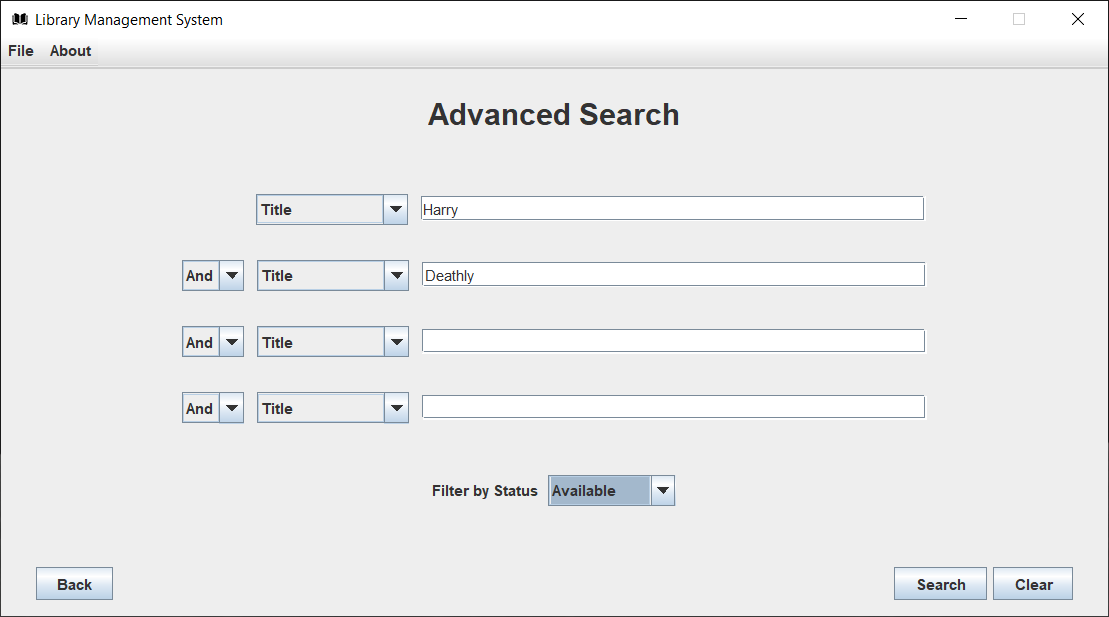 Library Management System
File About
Advanced Search
Title Harry
And Title Deathly
And Title
And Title
Filter by Status Available
Back Search Clear